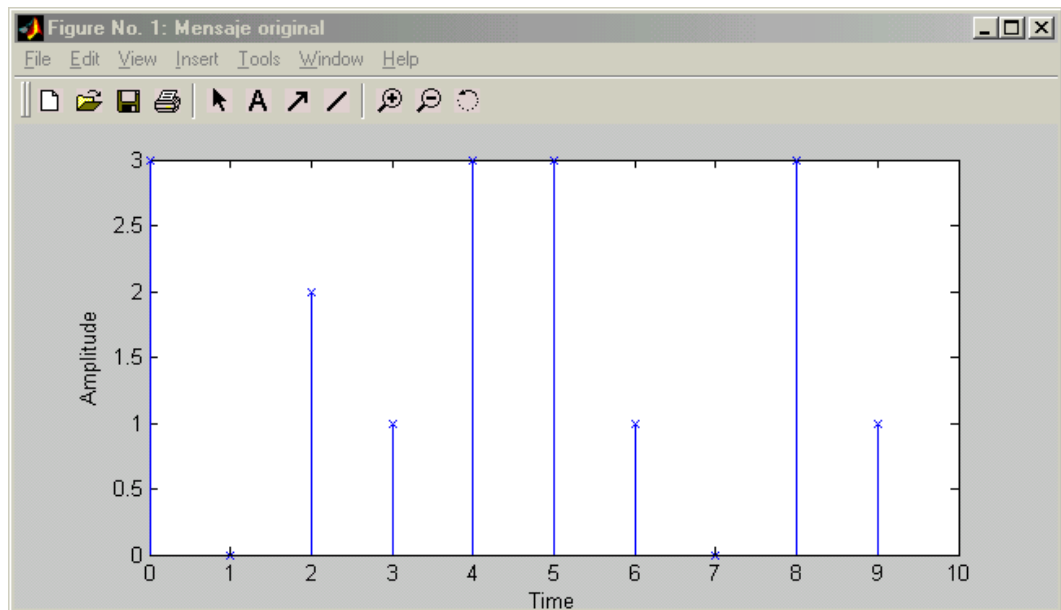 Figure No. 1: Mensaje original
File Edit View Insert Tools Window Help
A
3
2.5
2
1.5
1
0.5
0
Amplitude
0 1 2 3 4 5 6 7 8 9 10
Time